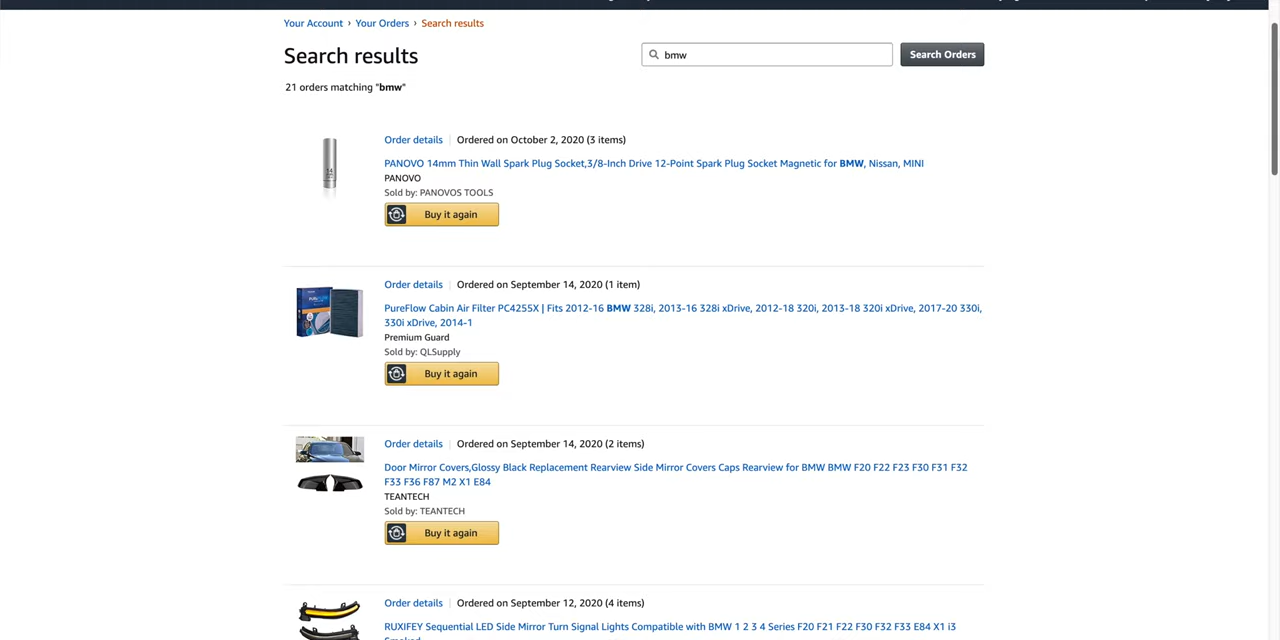 Your Account › Your Orders › Search results
Search results
bmw
Search Orders
21 orders matching "bmw"
Order details | Ordered on October 2, 2020 (3 items)
PANOVO 14mm Thin Wall Spark Plug Socket,3/8-Inch Drive 12-Point Spark Plug Socket Magnetic for BMW, Nissan, MINI
PANOVO
Sold by: PANOVOS TOOLS
Buy it again
Order details | Ordered on September 14, 2020 (1 item)
PureFlow Cabin Air Filter PC4255X | Fits 2012-16 BMW 328i, 2013-16 328i xDrive, 2012-18 320i, 2013-18 320i xDrive, 2017-20 330i,
330i xDrive, 2014-1
Premium Guard
Sold by: QLSupply
Buy it again
Order details | Ordered on September 14, 2020 (2 items)
Door Mirror Covers,Glossy Black Replacement Rearview Side Mirror Covers Caps Rearview for BMW BMW F20 F22 F23 F30 F31 F32
F33 F36 F87 M2 X1 E84
TEANTECH
Sold by: TEANTECH
Buy it again
Order details | Ordered on September 12, 2020 (4 items)
RUXIFEY Sequential LED Side Mirror Turn Signal Lights Compatible with BMW 1 2 3 4 Series F20 F21 F22 F30 F32 F33 E84 X1 i3